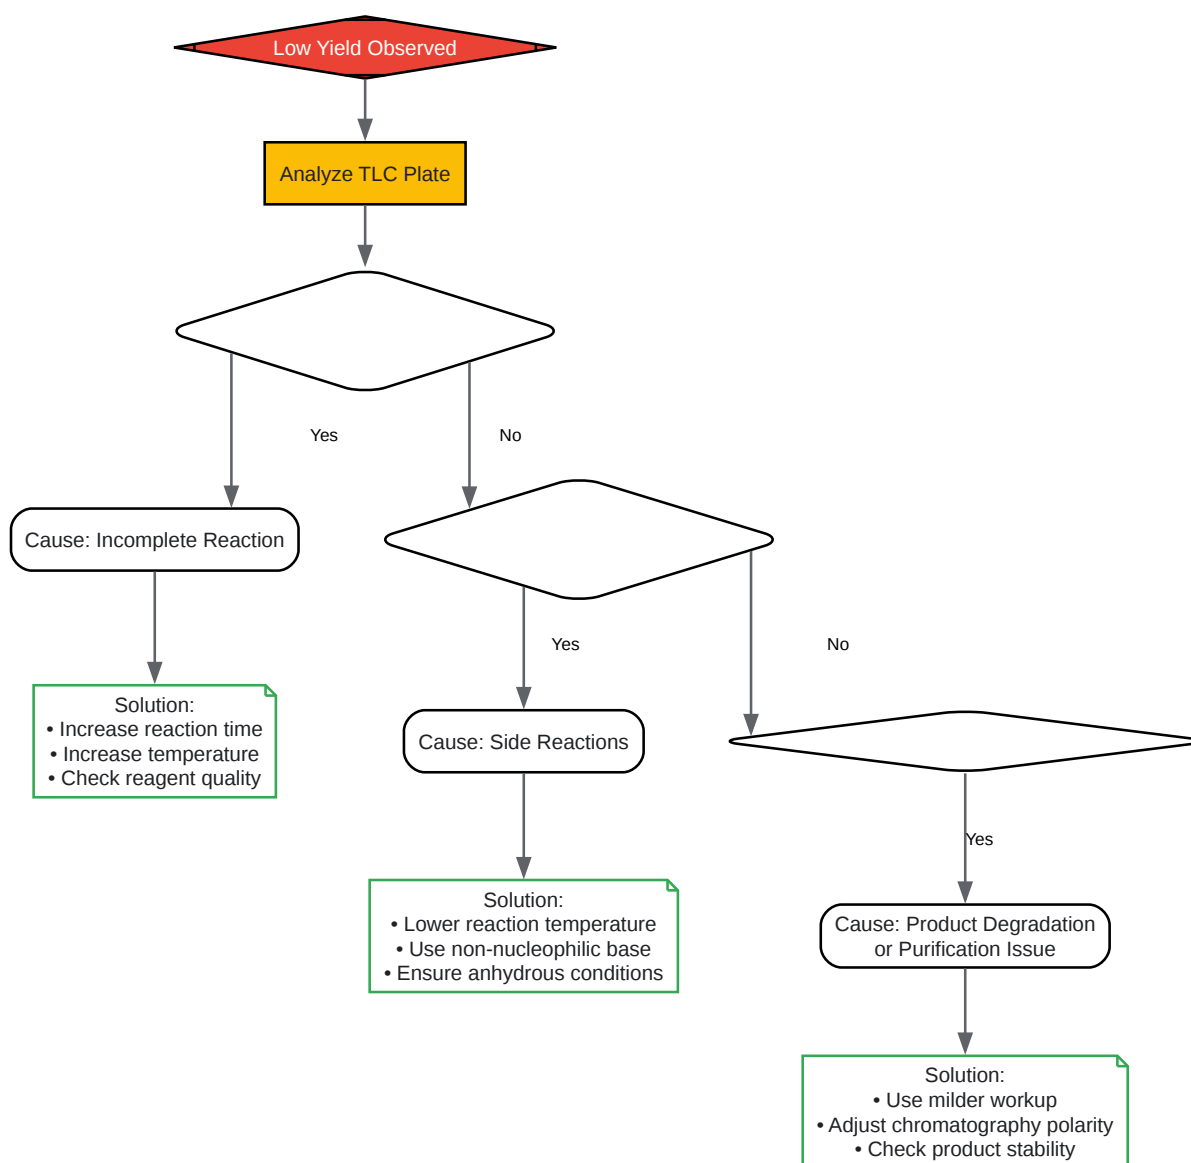 Low Yield Observed
Analyze TLC Plate
Yes
No
Cause: Incomplete Reaction
Yes
No
Solution:
• Increase reaction time
• Increase temperature
• Check reagent quality
Cause: Side Reactions
Yes
Solution:
• Lower reaction temperature
• Use non-nucleophilic base
• Ensure anhydrous conditions
Cause: Product Degradation
or Purification Issue
Solution:
• Use milder workup
• Adjust chromatography polarity
• Check product stability